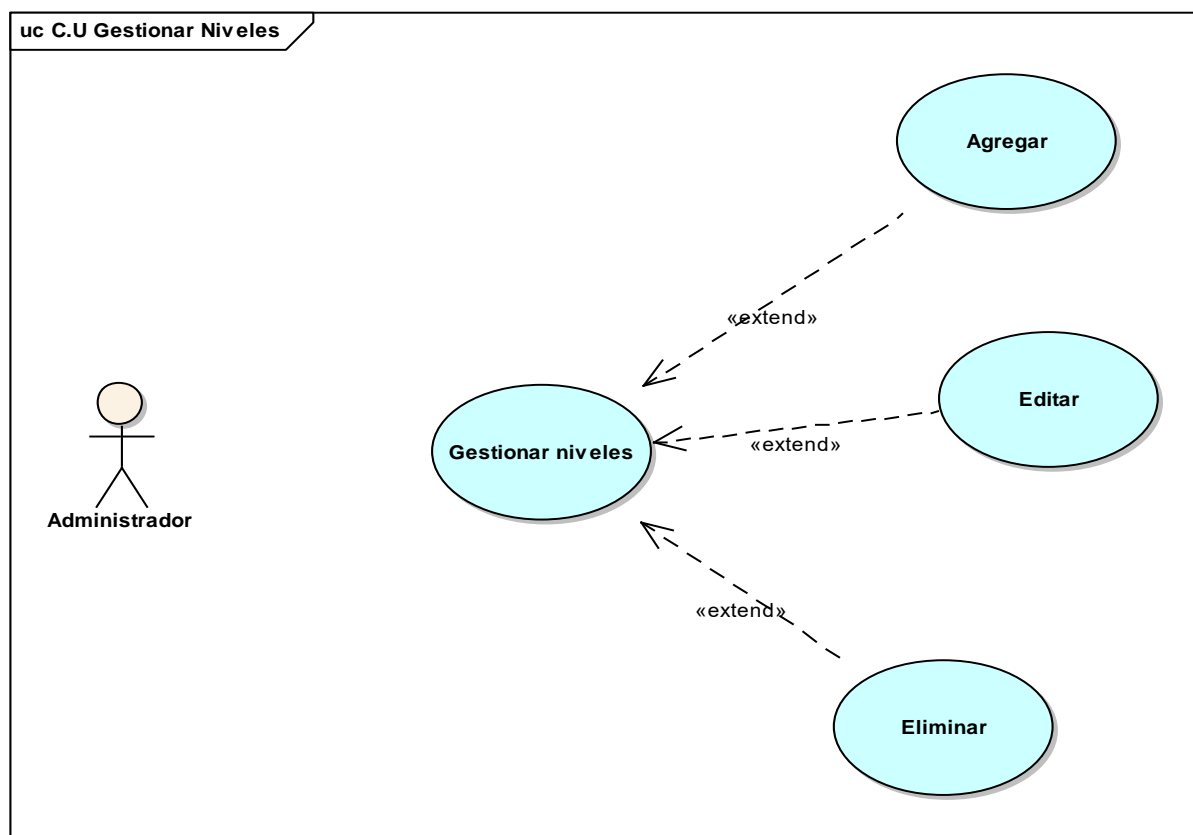 uc C.U Gestionar Niveles
Agregar
«extend»
Editar
«extend»
Gestionar niveles
Administrador
«extend»
Eliminar